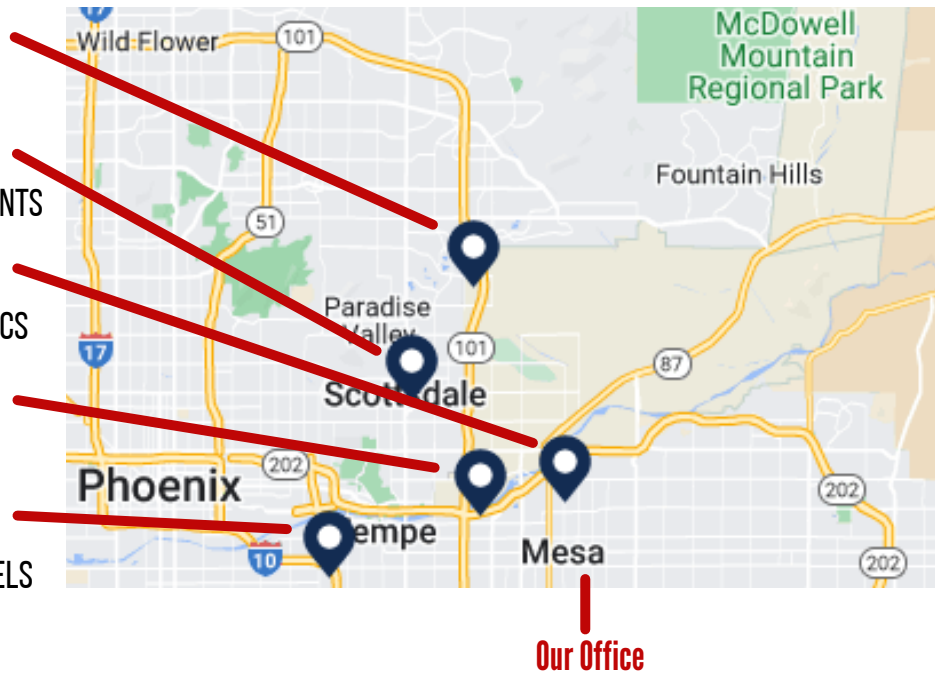 17
Wild Flower
101
McDowell
Mountain
Regional Park
Fountain Hills
NTS
51
Paradise
Valley
CS
17
101
87
Scottsdale
202
Phoenix
202
Tempe
Mesa
10
ELS
202
Our Office